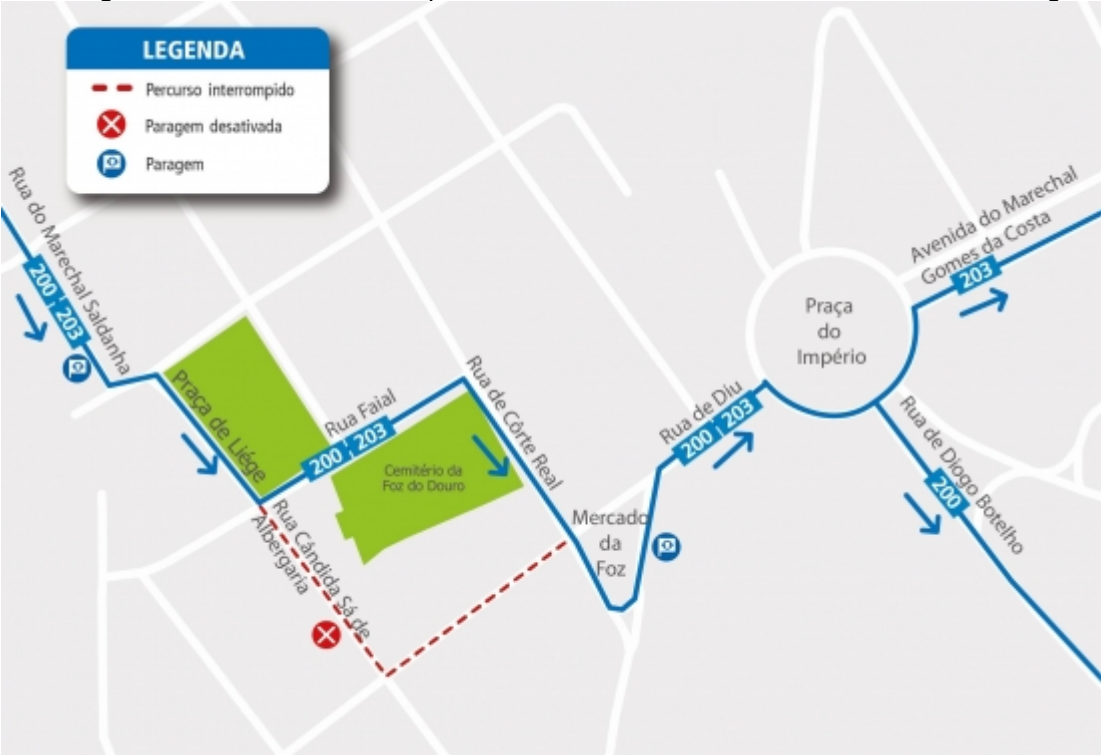 LEGENDA
Percurso interrompido
Paragem desativada
Paragem
Rua do Marechal Saldanha
200
203
Praça de Liége
Rua Faial
200
203
Cemitério da
Foz do Douro
Rua de Côrte Real
Rua Cándida Sá de
Albergaria
Mercado
da
Foz
Rua de Diu
200
203
Praça
do
Império
Avenida do Marechal
Gomes da Costa
203
Rua de Diogo Botelho
200